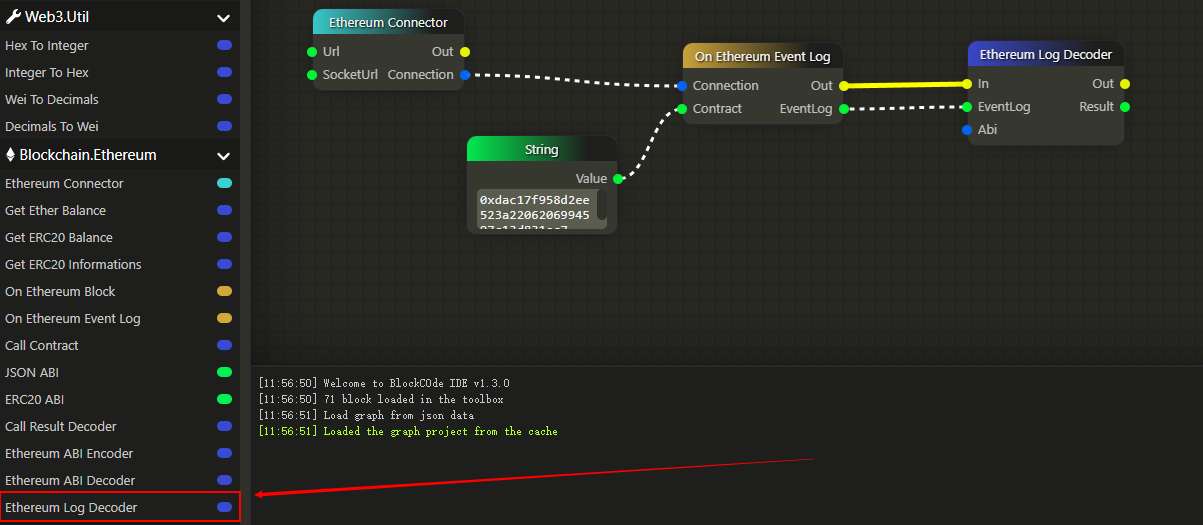 Web3.Util
Hex To Integer
Integer To Hex
Wei To Decimals
Decimals To Wei
Blockchain.Ethereum
Ethereum Connector
Get Ether Balance
Get ERC20 Balance
Get ERC20 Informations
On Ethereum Block
On Ethereum Event Log
Call Contract
JSON ABI
ERC20 ABI
Call Result Decoder
Ethereum ABI Encoder
Ethereum ABI Decoder
Ethereum Log Decoder
Ethereum Connector
Url Out
SocketUrl Connection
String
Value
0xdac17f958d2ee
523a22062069945
On Ethereum Event Log
Connection Out
Contract EventLog
Ethereum Log Decoder
In Out
EventLog Result
Abi
[11:56:50] Welcome to BlockC0de IDE v1.3.0
[11:56:50] 71 block loaded in the toolbox
[11:56:51] Load graph from json data
[11:56:51] Loaded the graph project from the cache